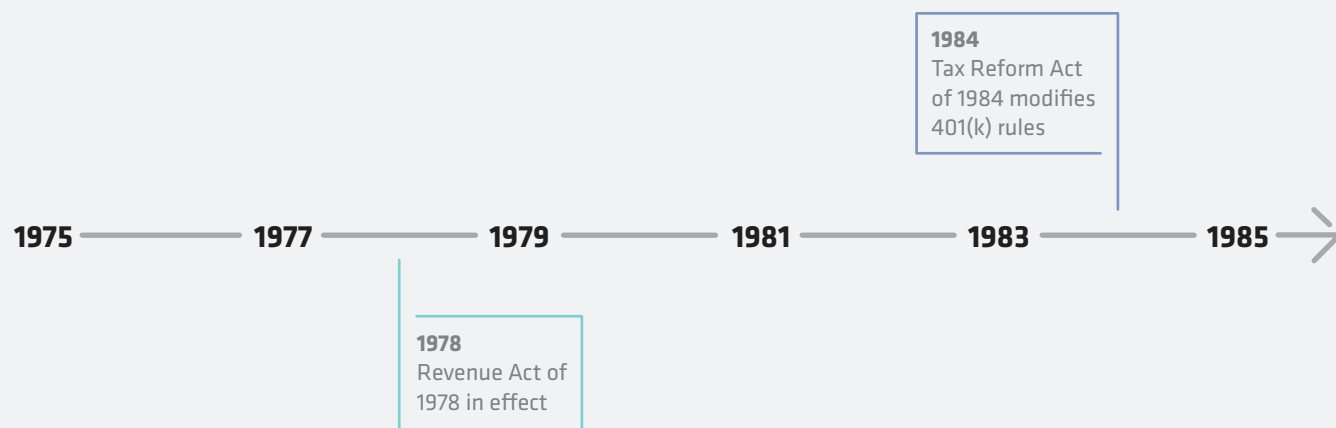 1984
Tax Reform Act
of 1984 modifies
401(k) rules
1975 1977 1979 1981 1983 1985
1978
Revenue Act of
1978 in effect